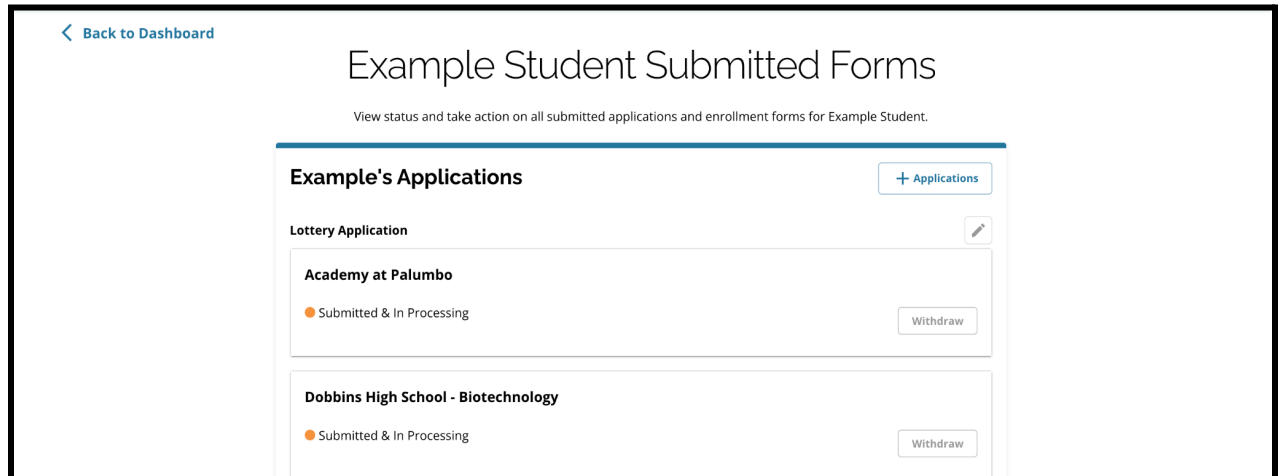 Back to Dashboard
Example Student Submitted Forms
View status and take action on all submitted applications and enrollment forms for Example Student.
Example's Applications
+ Applications
Lottery Application
Academy at Palumbo
Submitted & In Processing
Withdraw
Dobbins High School - Biotechnology
Submitted & In Processing
Withdraw